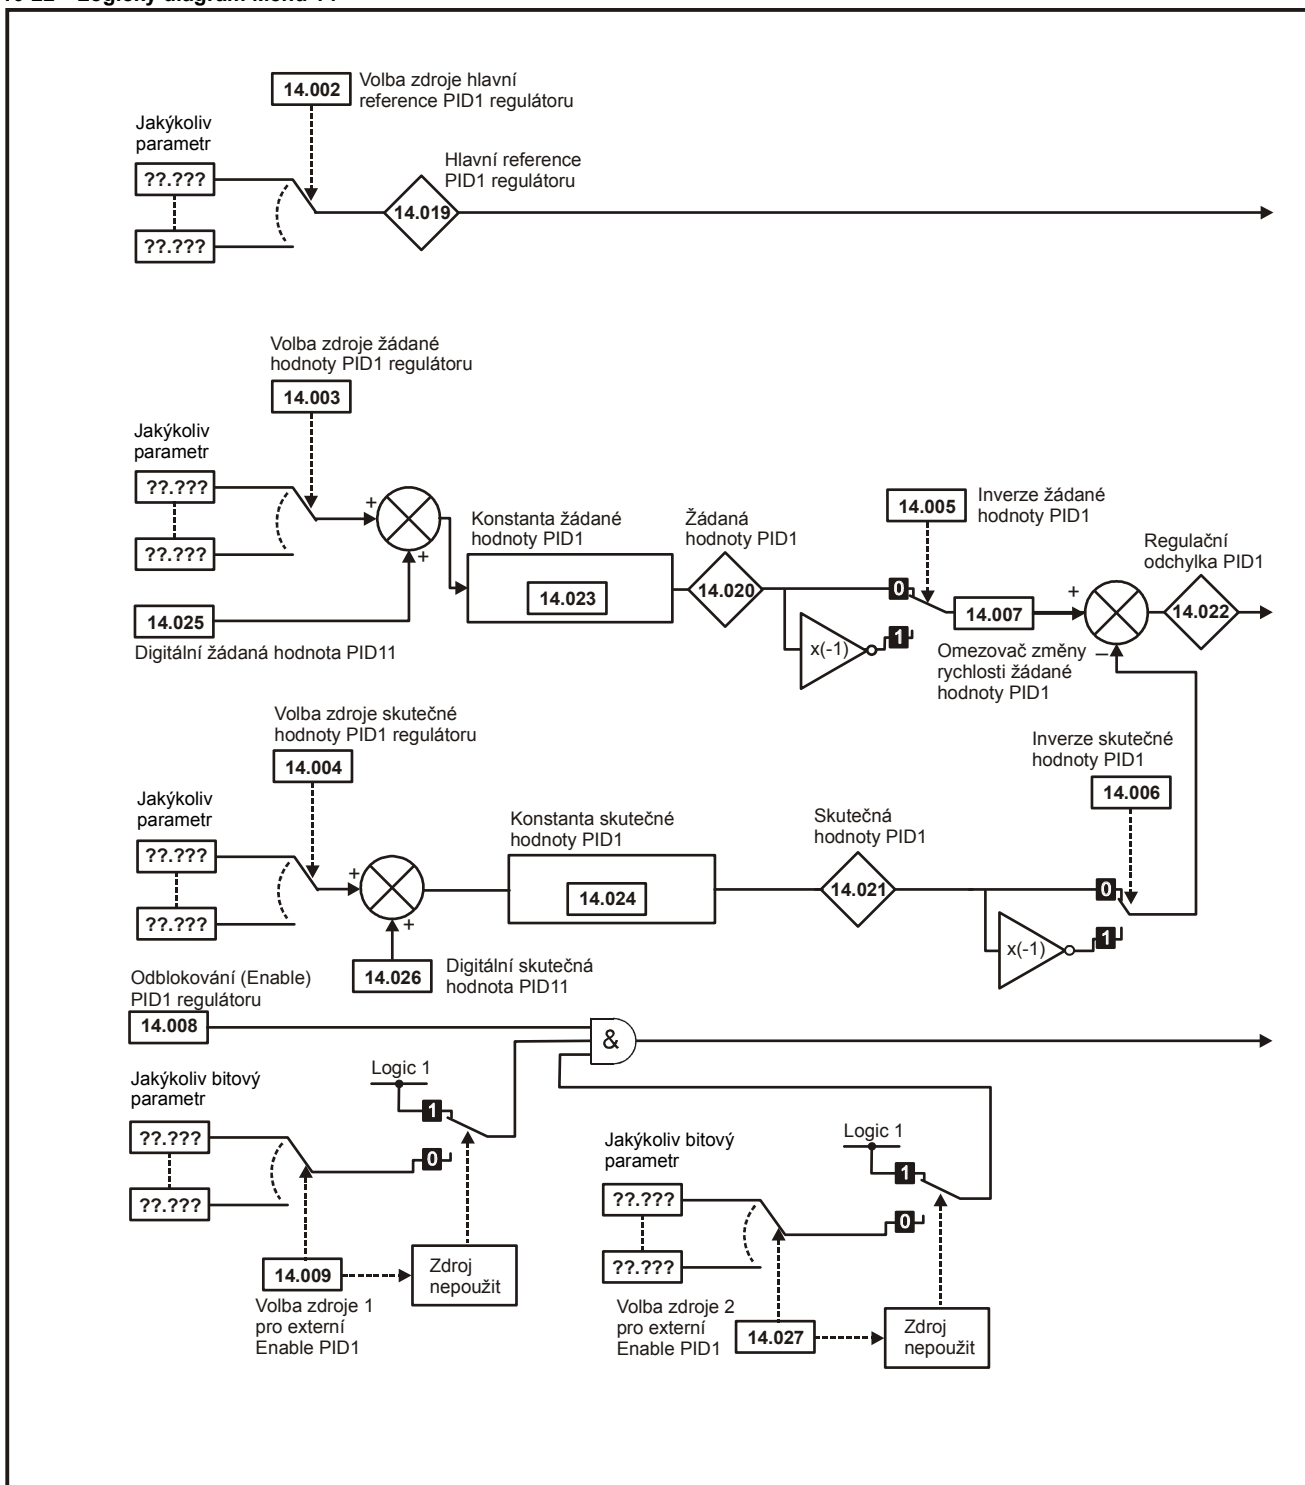 Volba zdroje hlavní
reference PID1 regulátoru
14.002
Jakýkoliv
parametr
??.???
??.???
Hlavní reference
PID1 regulátoru
14.019
Volba zdroje žádané
hodnoty PID1 regulátoru
14.003
Jakýkoliv
parametr
??.???
??.???
+
+
14.025
Digitální žádaná hodnota PID11
Konstanta žádané
hodnoty PID1
14.023
Žádaná
hodnoty PID1
14.020
14.005
Inverze žádané
hodnoty PID1
0
1
x(-1)
14.007
Omezovač změny
rychlosti žádané
hodnoty PID1
+
–
Regulační
odchylka PID1
14.022
Volba zdroje skutečné
hodnoty PID1 regulátoru
14.004
Jakýkoliv
parametr
??.???
??.???
+
+
14.026
Digitální skutečná
hodnota PID11
Konstanta skutečné
hodnoty PID1
14.024
Skutečná
hodnoty PID1
14.021
Inverze skutečné
hodnoty PID1
14.006
0
1
x(-1)
Odblokování (Enable)
PID1 regulátoru
14.008
&
Logic 1
1
0
Jakýkoliv bitový
parametr
??.???
??.???
14.009
Volba zdroje 1
pro externí
Enable PID1
Zdroj
nepoužit
Logic 1
1
0
Jakýkoliv bitový
parametr
??.???
??.???
Volba zdroje 2
pro externí
Enable PID1
14.027
Zdroj
nepoužit